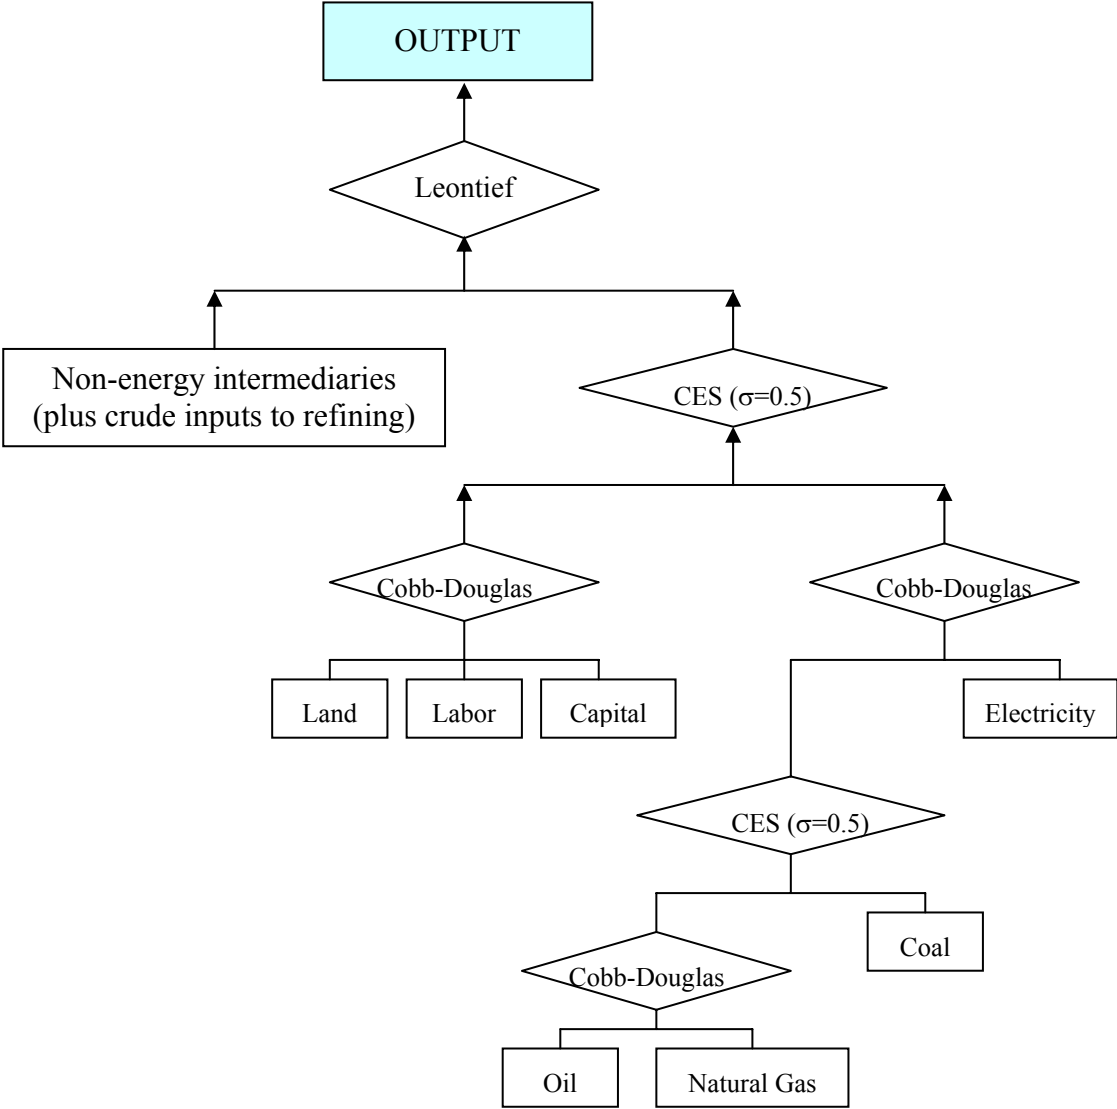 OUTPUT
Leontief
Non-energy intermediaries
(plus crude inputs to refining)
CES (σ=0.5)
Cobb-Douglas
Cobb-Douglas
Land
Labor
Capital
Electricity
CES (σ=0.5)
Coal
Cobb-Douglas
Oil
Natural Gas